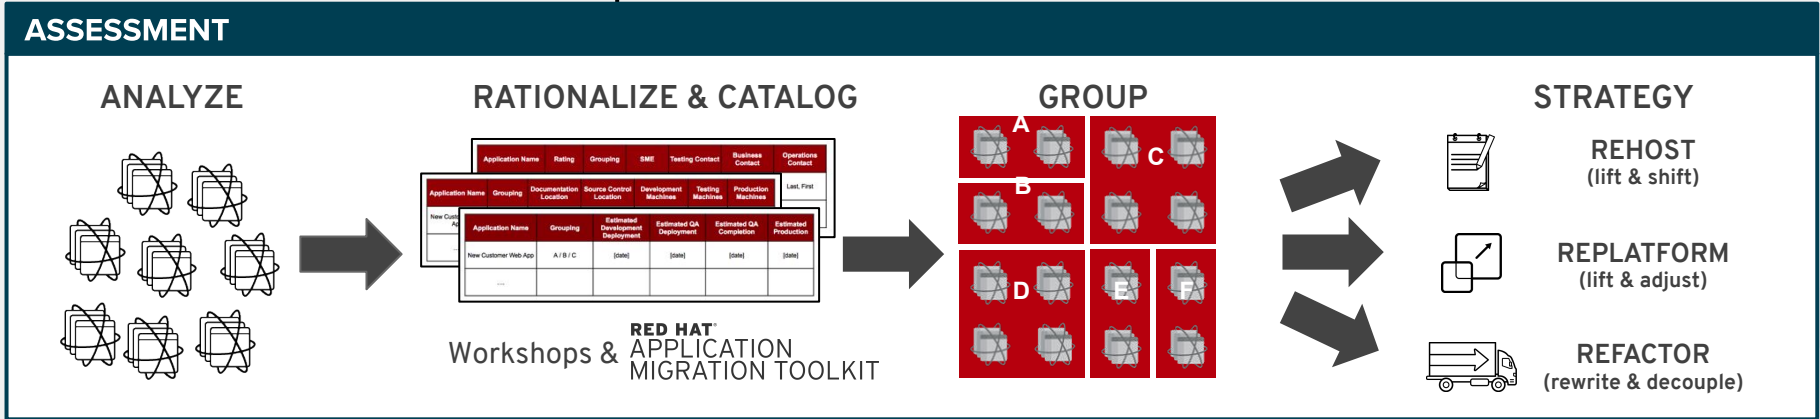 ASSESSMENT
ANALYZE
RATIONALIZE & CATALOG
GROUP
STRATEGY
Application Name Rating Grouping SME Testing Contact Business Contact Operations Contact
Last, First
Application Name Grouping Documentation Location Source Control Location Development Machines Testing Machines Production Machines
New Custo
Ap
Application Name Grouping Estimated Development Deployment Estimated QA Deployment Estimated QA Completion Estimated Production
New Customer Web App A / B / C [date] [date] [date] [date]
....
Workshops &
RED HAT®
APPLICATION
MIGRATION TOOLKIT
A
B
C
D
E
F
REHOST
(lift & shift)
REPLATFORM
(lift & adjust)
REFACTOR
(rewrite & decouple)